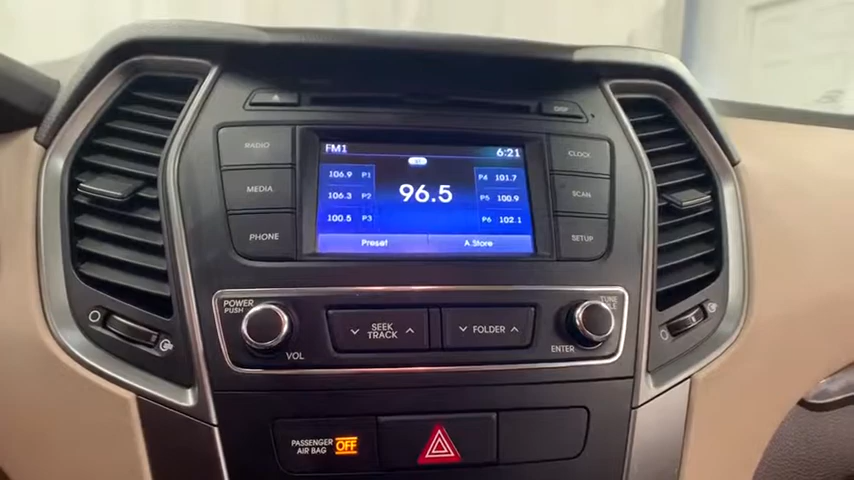 DISP
RADIO
MEDIA
PHONE
FM1
6:21
106.9 P1
106.3 P2
100.5 P3
96.5
P4 101.7
P5 100.9
P6 102.1
Preset
A.Store
CLOCK
SCAN
SETUP
POWER
PUSH
VOL
SEEK
TRACK
FOLDER
TUNE
ENTER
PASSENGER
AIR BAG
OFF